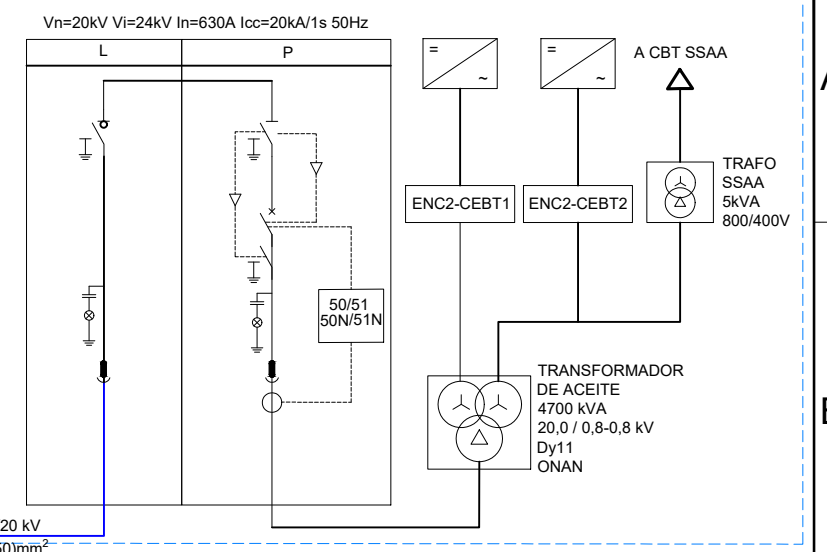 Vn=20kV Vi=24kV In=630A Icc=20kA/1s 50Hz
L
P
=
~
=
~
A CBT SSAA
TRAFO
SSAA
5kVA
800/400V
ENC2-CEBT1
ENC2-CEBT2
50/51
50N/51N
TRANSFORMADOR
DE ACEITE
4700 kVA
20,0 / 0,8-0,8 kV
Dy11
ONAN
20 kV